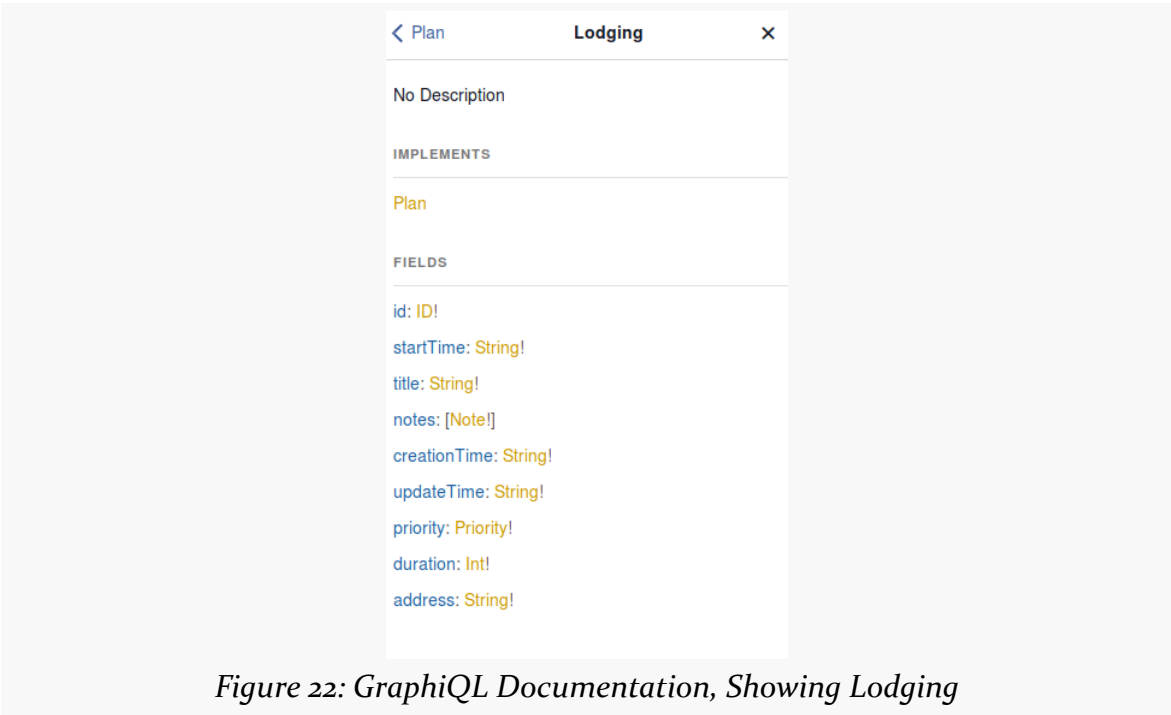 Plan Lodging ×
No Description
IMPLEMENTS
Plan
FIELDS
id: ID!
startTime: String!
title: String!
notes: [Note!]
creationTime: String!
updateTime: String!
priority: Priority!
duration: Int!
address: String!
Figure 22: GraphiQL Documentation, Showing Lodging